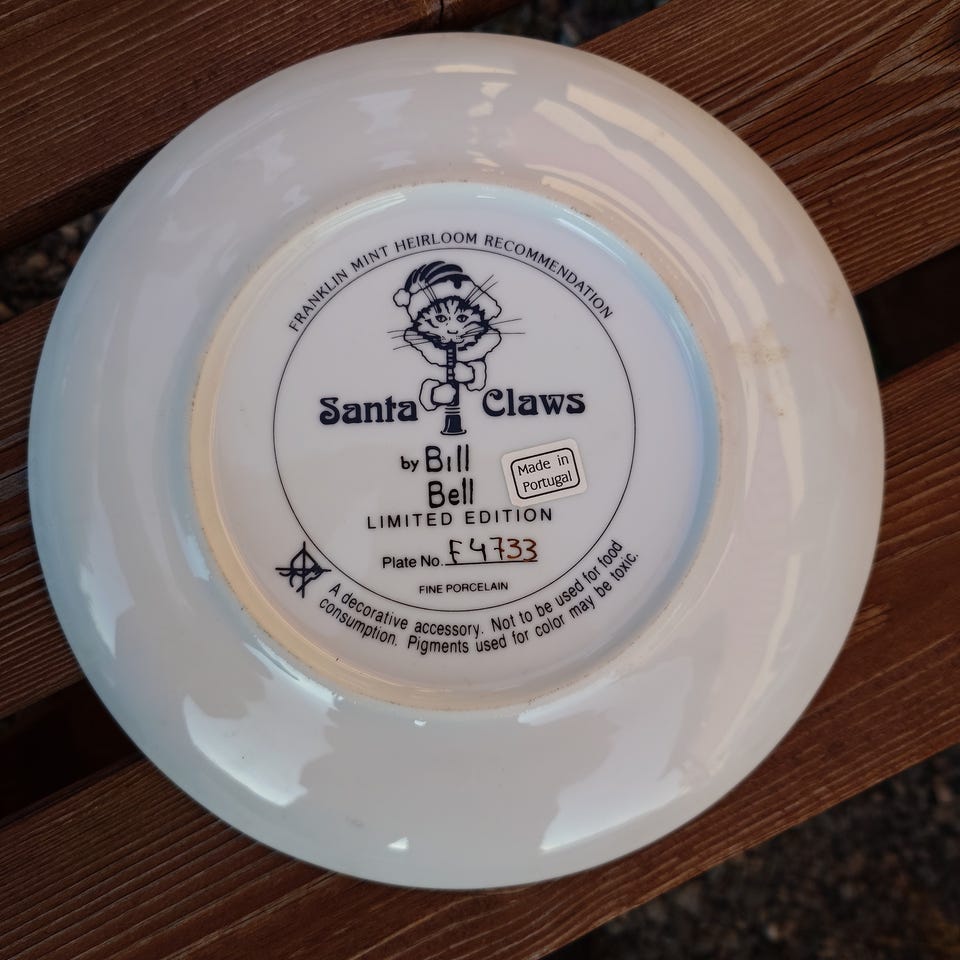 FRANKLIN MINT HEIRLOOM RECOMMENDATION
Santa Claws
by Bill
Bell
Made in
Portugal
LIMITED EDITION
Plate No. F4733
FINE PORCELAIN
A decorative accessory. Not to be used for food
consumption. Pigments used for color may be toxic.